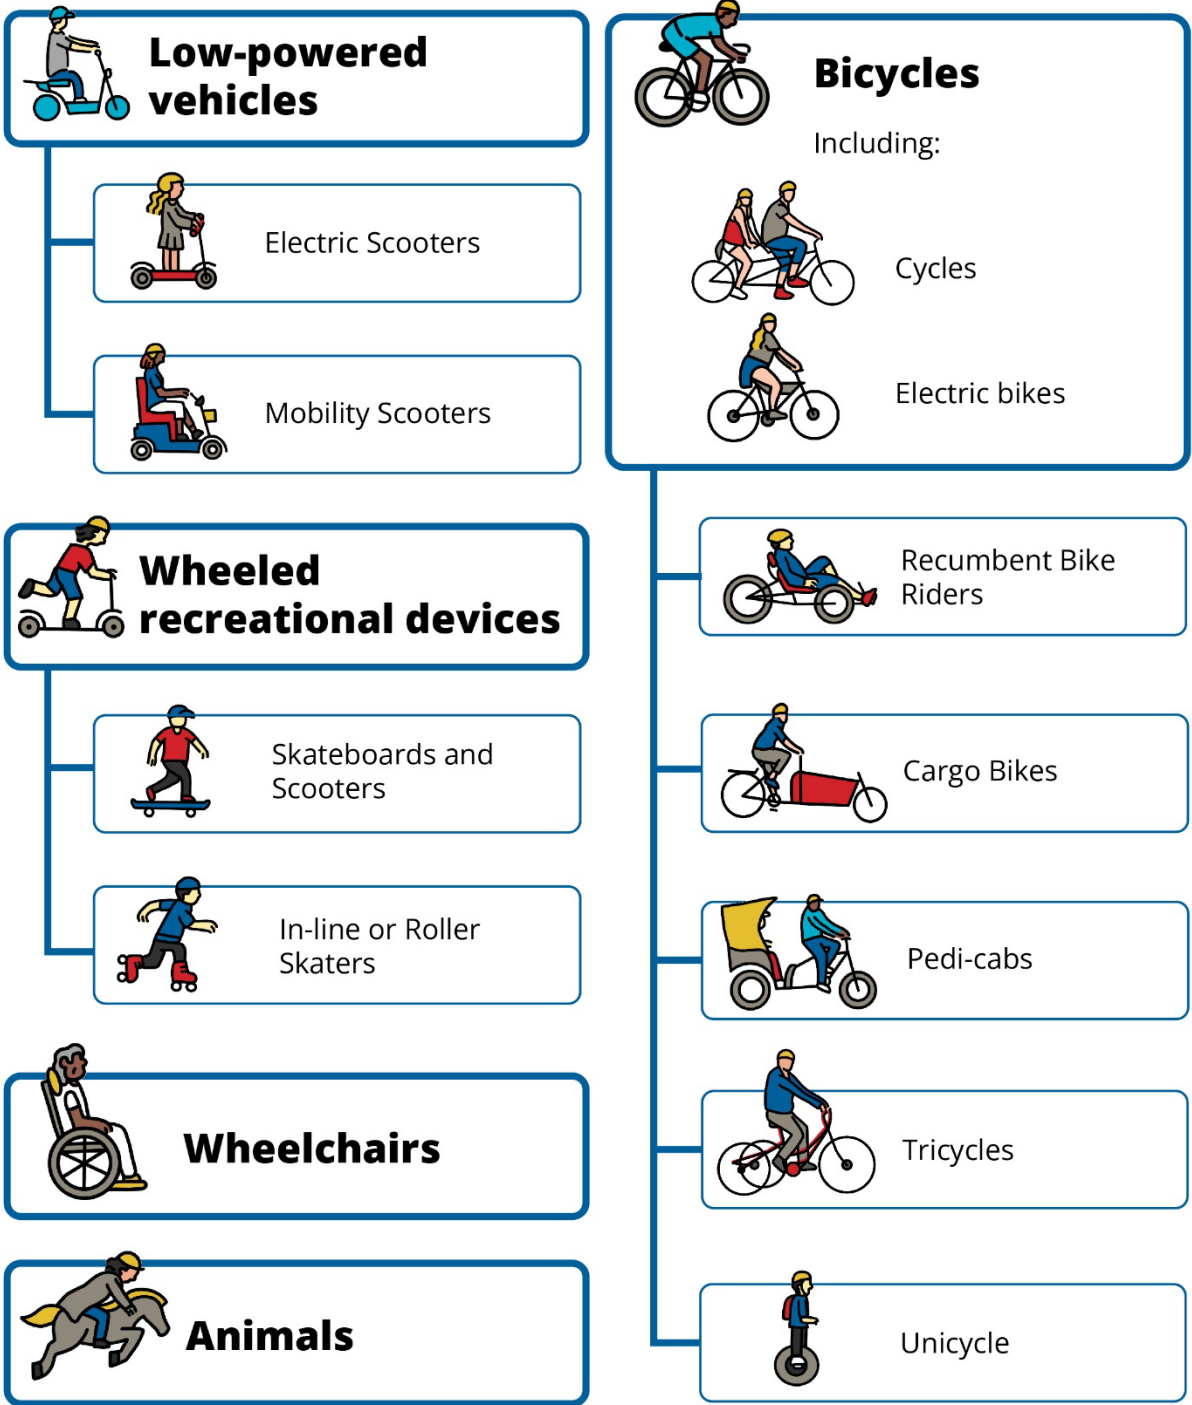 Low-powered
vehicles
Electric Scooters
Mobility Scooters
Wheeled
recreational devices
Skateboards and
Scooters
In-line or Roller
Skaters
Wheelchairs
Animals
Bicycles
Including:
Cycles
Electric bikes
Recumbent Bike
Riders
Cargo Bikes
Pedi-cabs
Tricycles
Unicycle